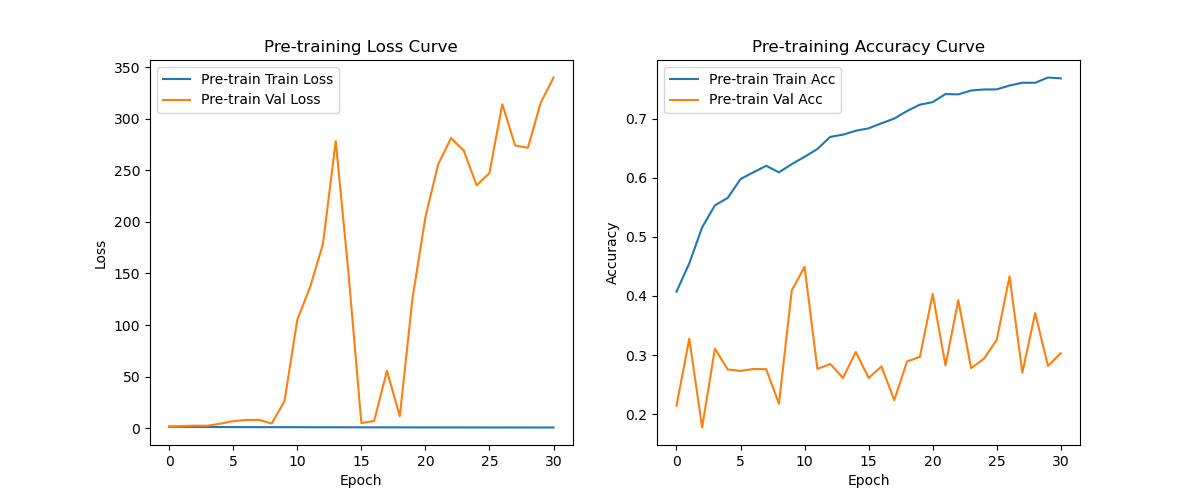 Pre-training Loss Curve
Pre-train Train Loss
Pre-train Val Loss
350
300
250
200
150
100
50
0
Loss
0 5 10 15 20 25 30
Epoch
Pre-training Accuracy Curve
Pre-train Train Acc
Pre-train Val Acc
0.7
0.6
0.5
0.4
0.3
0.2
Accuracy
0 5 10 15 20 25 30
Epoch